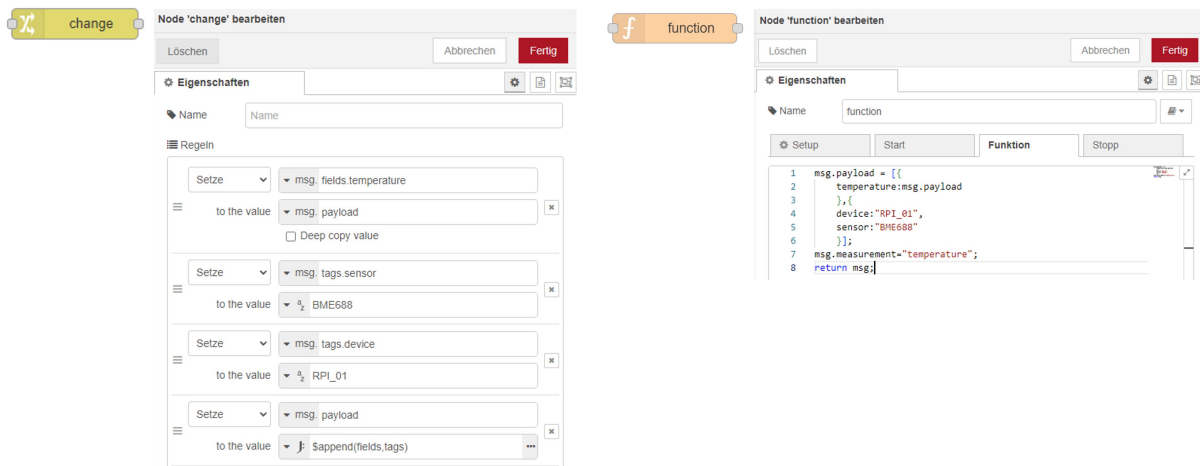 change
Node 'change' bearbeiten
Löschen
Abbrechen
Fertig
Eigenschaften
Name
Name
Regeln
Setze
msg. fields.temperature
to the value
msg. payload
Deep copy value
Setze
msg. tags.sensor
to the value
a z BME688
Setze
msg. tags.device
to the value
a z RPI_01
Setze
msg. payload
to the value
J: $append(fields,tags)
function
Node 'function' bearbeiten
Löschen
Abbrechen
Fertig
Eigenschaften
Name
function
Setup
Start
Funktion
Stopp
1 msg.payload = [{
2 temperature:msg.payload
3 },{
4 device:"RPI_01",
5 sensor:"BME688"
6 }];
7 msg.measurement="temperature";
8 return msg;